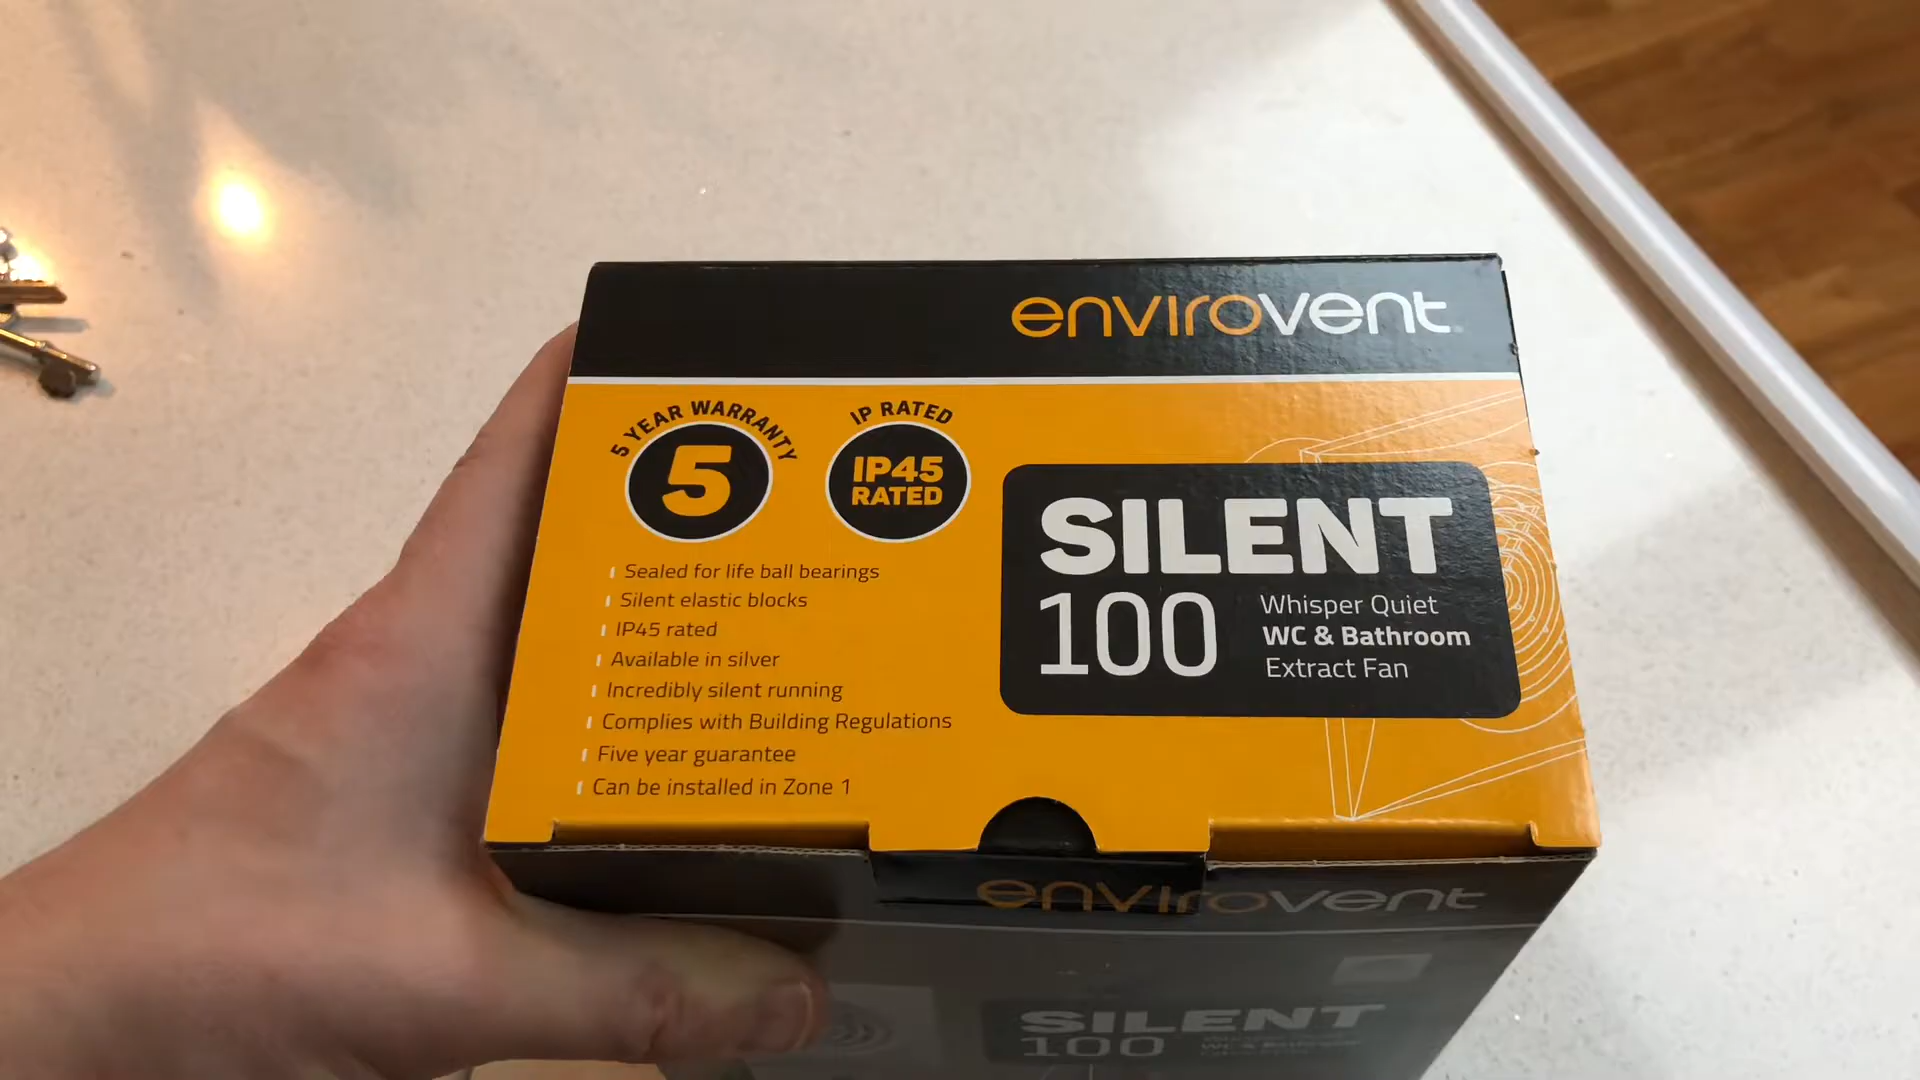 envirovent
5 YEAR WARRANTY
5
IP RATED
IP45
RATED
Sealed for life ball bearings
Silent elastic blocks
IP45 rated
Available in silver
Incredibly silent running
Complies with Building Regulations
Five year guarantee
Can be installed in Zone 1
SILENT
100
Whisper Quiet
WC & Bathroom
Extract Fan
envirovent
SILENT
100